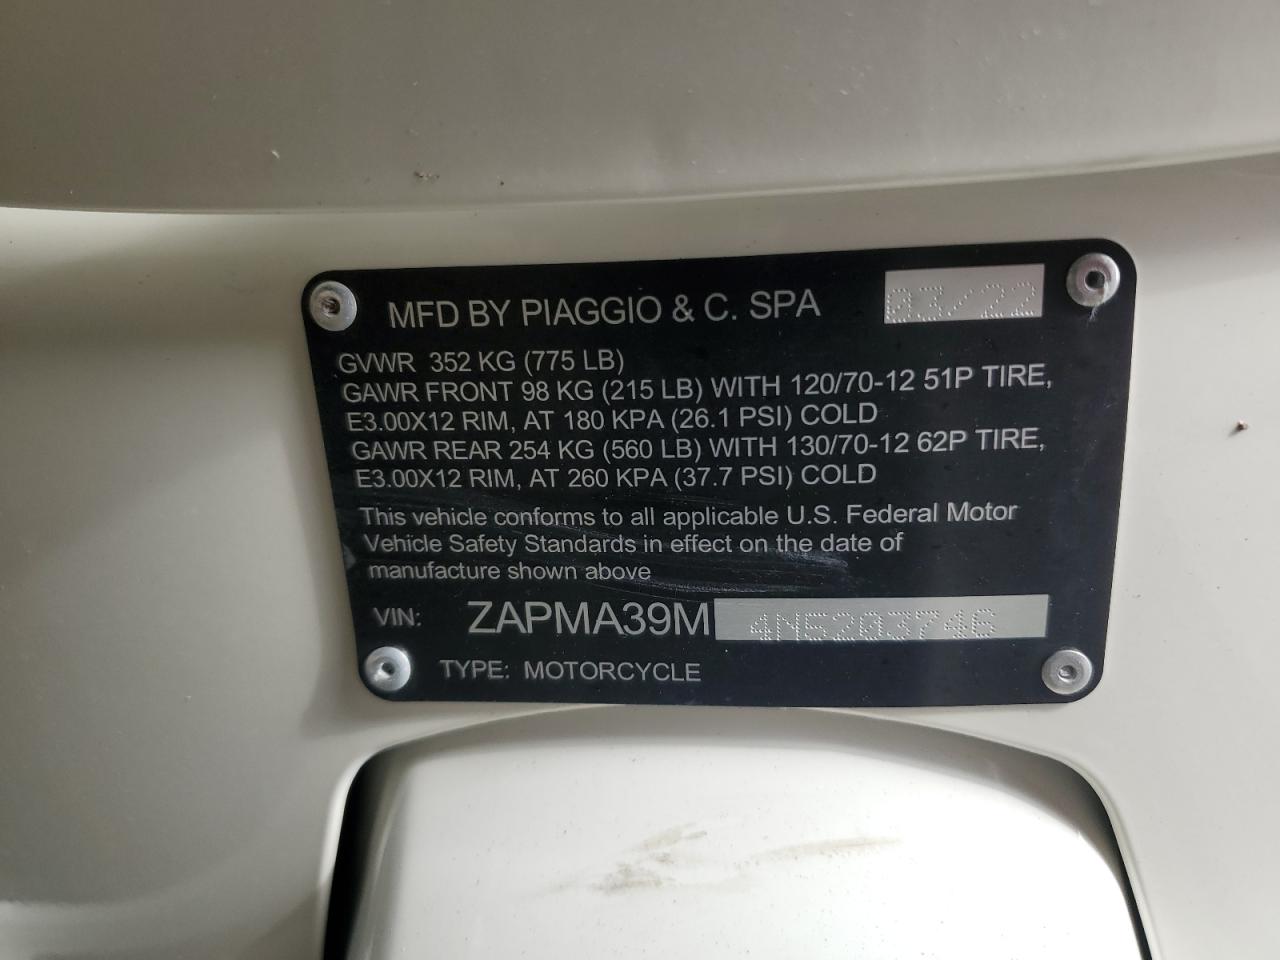 MFD BY PIAGGIO & C. SPA 03/22
GVWR 352 KG (775 LB)
GAWR FRONT 98 KG (215 LB) WITH 120/70-12 51P TIRE,
E3.00X12 RIM, AT 180 KPA (26.1 PSI) COLD
GAWR REAR 254 KG (560 LB) WITH 130/70-12 62P TIRE,
E3.00X12 RIM, AT 260 KPA (37.7 PSI) COLD
This vehicle conforms to all applicable U.S. Federal Motor
Vehicle Safety Standards in effect on the date of
manufacture shown above
VIN: ZAPMA39M 4N5203746
TYPE: MOTORCYCLE